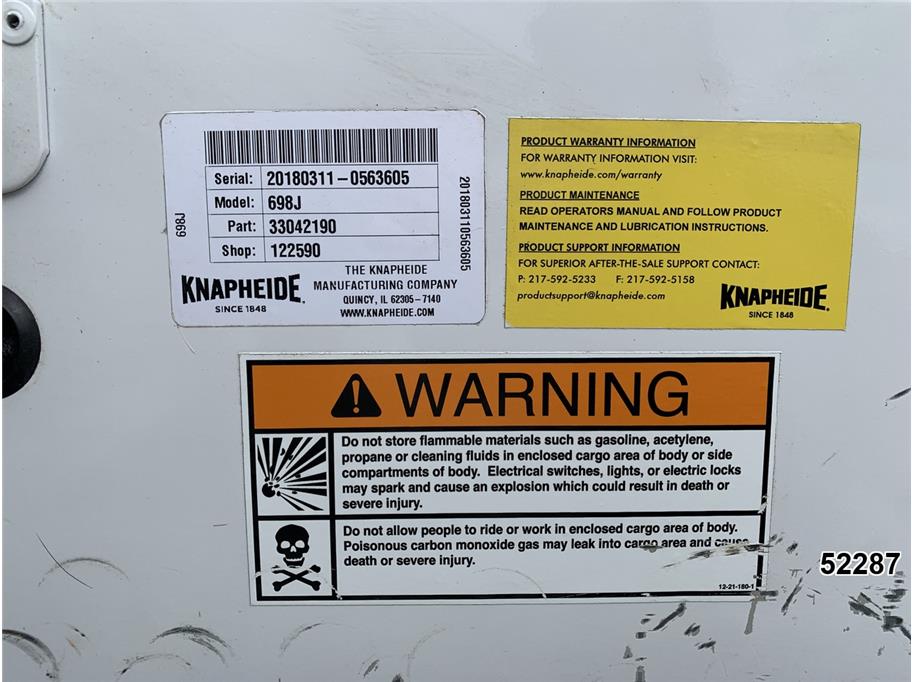 Serial: 20180311-0563605
Model: 698J
Part: 33042190
Shop: 122590
698J
201803110563605
KNAPHEIDE.
SINCE 1848
THE KNAPHEIDE
MANUFACTURING COMPANY
QUINCY, IL 62305-7140
WWW.KNAPHEIDE.COM
PRODUCT WARRANTY INFORMATION
FOR WARRANTY INFORMATION VISIT:
www.knapheide.com/warranty
PRODUCT MAINTENANCE
READ OPERATORS MANUAL AND FOLLOW PRODUCT
MAINTENANCE AND LUBRICATION INSTRUCTIONS.
PRODUCT SUPPORT INFORMATION
FOR SUPERIOR AFTER-THE-SALE SUPPORT CONTACT:
P: 217-592-5233 F: 217-592-5158
productsupport@knapheide.com
KNAPHEIDE.
SINCE 1848
WARNING
Do not store flammable materials such as gasoline, acetylene,
propane or cleaning fluids in enclosed cargo area of body or side
compartments of body. Electrical switches, lights, or electric locks
may spark and cause an explosion which could result in death or
severe injury.
Do not allow people to ride or work in enclosed cargo area of body.
Poisonous carbon monoxide gas may leak into cargo area and cause
death or severe injury.
12-21-180-1
52287